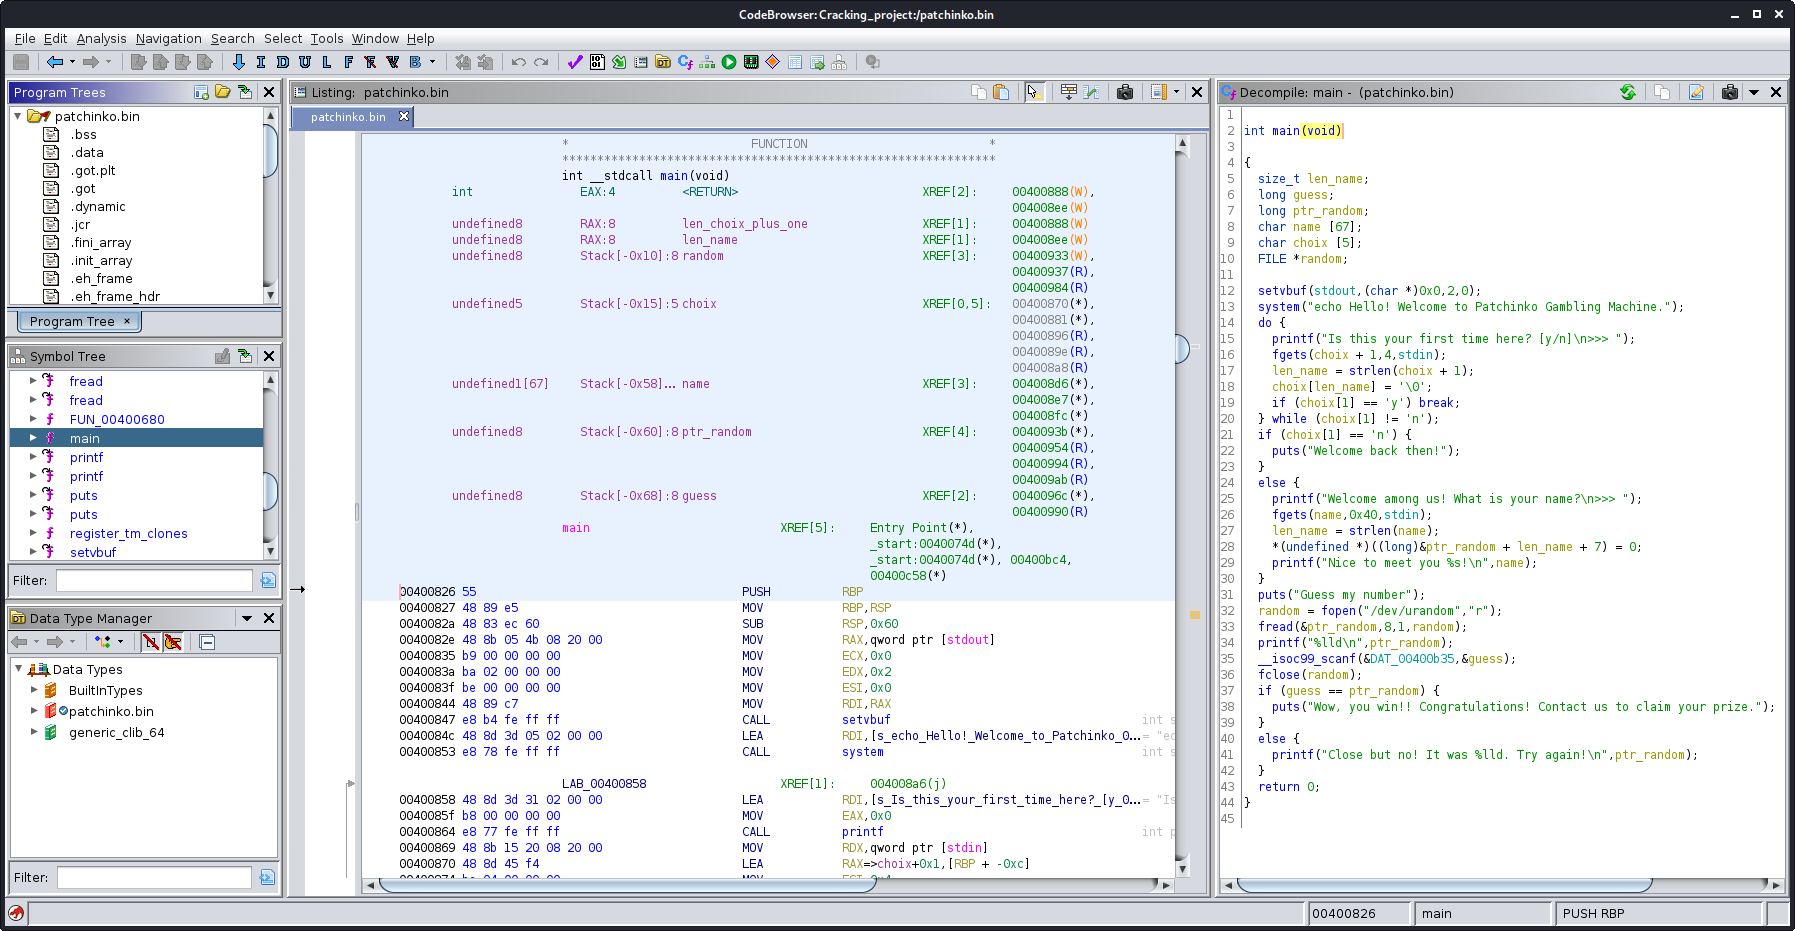 CodeBrowser: Cracking_project:/patchinko.bin
File Edit Analysis Navigation Search Select Tools Window Help
I D U L F B
Program Trees
patchinko.bin
.bss
.data
.got.plt
.got
.dynamic
.jcr
.fini_array
.init_array
.eh_frame
.eh_frame_hdr
Program Tree ×
Symbol Tree
fread
fread
FUN_00400680
main
printf
printf
puts
puts
register_tm_clones
setvbuf
Filter:
Data Type Manager
Data Types
BuiltInTypes
patchinko.bin
generic_clib_64
Filter:
Listing: patchinko.bin
patchinko.bin
* FUNCTION *
**************************************************************
int __stdcall main(void)
int EAX:4 <RETURN> XREF[2]: 00400888(W),
004008ee(W)
undefined8 RAX:8 len_choix_plus_one XREF[1]: 00400888(W)
undefined8 RAX:8 len_name XREF[1]: 004008ee(W)
undefined8 Stack[-0x10]:8 random XREF[3]: 00400933(W),
00400937(R),
00400984(R)
undefined5 Stack[-0x15]:5 choix XREF[0,5]: 00400870(*),
00400881(*),
00400896(R),
0040089e(R),
004008a8(R)
undefined1[67] Stack[-0x58]... name XREF[3]: 004008d6(*),
004008e7(*),
004008fc(*)
undefined8 Stack[-0x60]:8 ptr_random XREF[4]: 0040093b(*),
00400954(R),
00400994(R),
004009ab(R)
undefined8 Stack[-0x68]:8 guess XREF[2]: 0040096c(*),
00400990(R)
main XREF[5]: Entry Point(*),
_start:0040074d(*),
_start:0040074d(*), 00400bc4,
00400c58(*)
00400826 55 PUSH RBP
00400827 48 89 e5 MOV RBP,RSP
0040082a 48 83 ec 60 SUB RSP,0x60
0040082e 48 8b 05 4b 08 20 00 MOV RAX,qword ptr [stdout]
00400835 b9 00 00 00 00 MOV ECX,0x0
0040083a ba 02 00 00 00 MOV EDX,0x2
0040083f be 00 00 00 00 MOV ESI,0x0
00400844 48 89 c7 MOV RDI,RAX
00400847 e8 b4 fe ff ff CALL setvbuf int s
0040084c 48 8d 3d 05 02 00 00 LEA RDI,[s_echo_Hello!_Welcome_to_Patchinko_0... = "ec
00400853 e8 78 fe ff ff CALL system int s
LAB_00400858 XREF[1]: 004008a6(j)
00400858 48 8d 3d 31 02 00 00 LEA RDI,[s_Is_this_your_first_time_here?_[y_0... = "Is
0040085f b8 00 00 00 00 MOV EAX,0x0
00400864 e8 77 fe ff ff CALL printf int p
00400869 48 8b 15 20 08 20 00 MOV RDX,qword ptr [stdin]
00400870 48 8d 45 f4 LEA RAX=>choix+0x1,[RBP + -0xc]
Decompile: main - (patchinko.bin)
1
2 int main(void)
3
4 {
5 size_t len_name;
6 long guess;
7 long ptr_random;
8 char name [67];
9 char choix [5];
10 FILE *random;
11
12 setvbuf(stdout,(char *)0x0,2,0);
13 system("echo Hello! Welcome to Patchinko Gambling Machine.");
14 do {
15 printf("Is this your first time here? [y/n]\n>>> ");
16 fgets(choix + 1,4,stdin);
17 len_name = strlen(choix + 1);
18 choix[len_name] = '\0';
19 if (choix[1] == 'y') break;
20 } while (choix[1] != 'n');
21 if (choix[1] == 'n') {
22 puts("Welcome back then!");
23 }
24 else {
25 printf("Welcome among us! What is your name?\n>>> ");
26 fgets(name,0x40,stdin);
27 len_name = strlen(name);
28 *(undefined *)((long)&ptr_random + len_name + 7) = 0;
29 printf("Nice to meet you %s!\n",name);
30 }
31 puts("Guess my number");
32 random = fopen("/dev/urandom","r");
33 fread(&ptr_random,8,1,random);
34 printf("%lld\n",ptr_random);
35 __isoc99_scanf(&DAT_00400b35,&guess);
36 fclose(random);
37 if (guess == ptr_random) {
38 puts("Wow, you win!! Congratulations! Contact us to claim your prize.");
39 }
40 else {
41 printf("Close but no! It was %lld. Try again!\n",ptr_random);
42 }
43 return 0;
44 }
45
00400826 main PUSH RBP